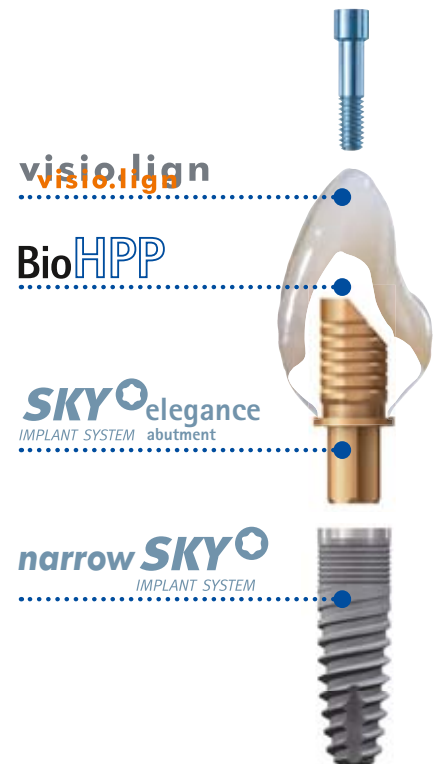 visio.lign
visio.lign
BioHPP
SKY elegance
IMPLANT SYSTEM abutment
narrow SKY
IMPLANT SYSTEM